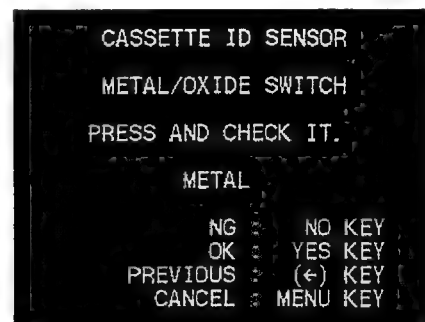 CASSETTE ID SENSOR
METAL/OXIDE SWITCH
PRESS AND CHECK IT.
METAL
NG : NO KEY
OK : YES KEY
PREVIOUS : (←) KEY
CANCEL : MENU KEY